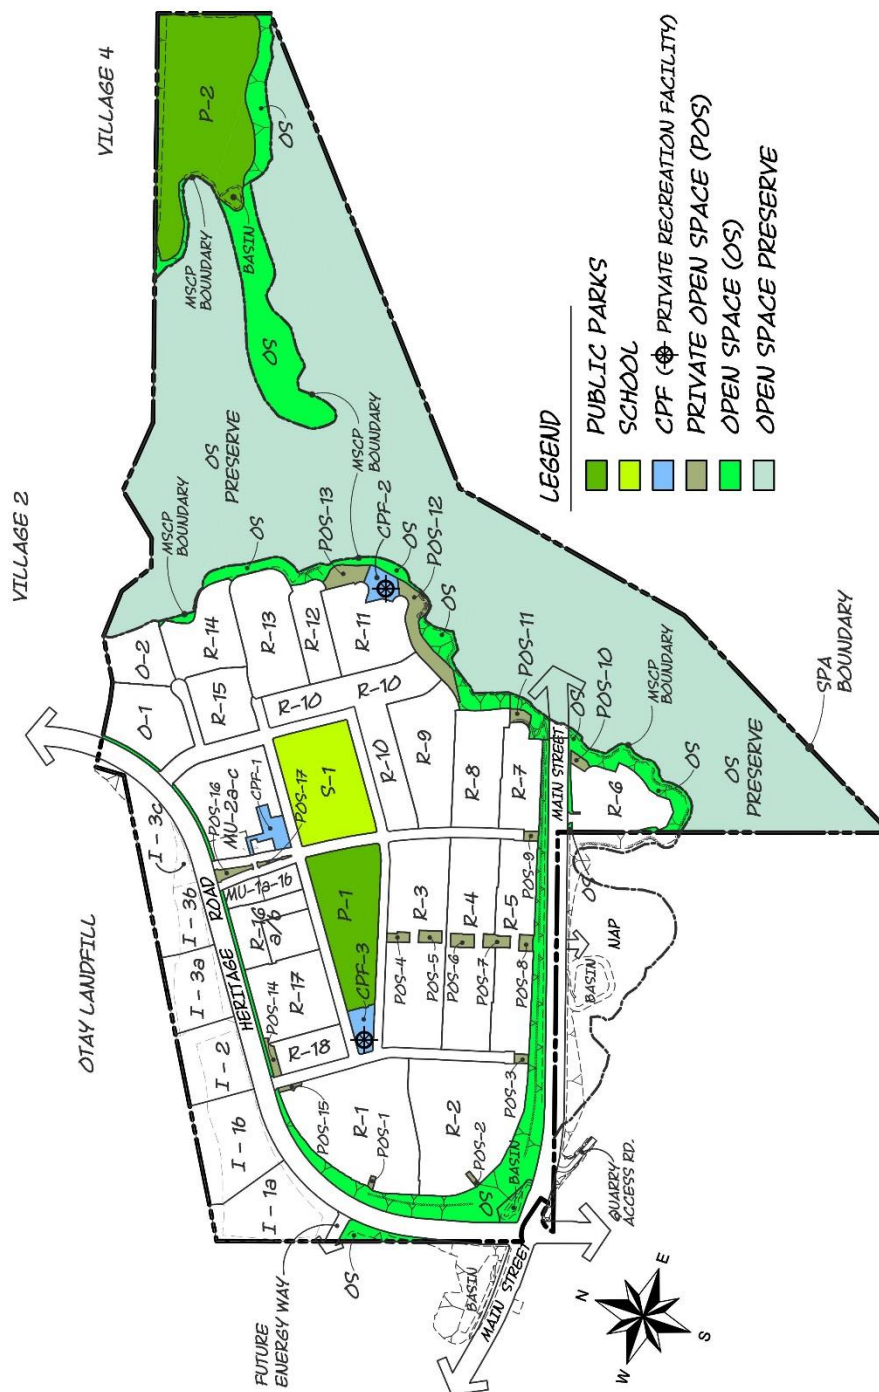 VILLAGE 4
VILLAGE 2
OTAY LANDFILL
P-2
OS
MSCP
BOUNDARY
BASIN
OS
MSCP
BOUNDARY
OS
PRESERVE
MSCP
BOUNDARY
OS
POS-13
CPF-2
OS
POS-12
OS
POS-11
POS-10
OS
MSCP
BOUNDARY
OS
OS
PRESERVE
SPA
BOUNDARY
LEGEND
PUBLIC PARKS
SCHOOL
CPF ( PRIVATE RECREATION FACILITY)
PRIVATE OPEN SPACE (POS)
OPEN SPACE (OS)
OPEN SPACE PRESERVE
O-2
O-1
R-14
R-15
R-13
R-12
R-11
R-10
R-10
R-10
R-9
R-8
R-7
R-6
MAIN STREET
S-1
CPF-1
POS-17
MU-2a-c
POS-16
MU-1a-1b
R-16
a/b
R-17
R-18
POS-14
POS-15
HERITAGE
ROAD
I - 3c
I - 3b
I - 3a
I - 2
I - 1b
I - 1a
P-1
CPF-3
R-3
R-4
R-5
POS-4
POS-5
POS-6
POS-7
POS-8
POS-9
POS-3
R-1
POS-1
R-2
POS-2
OS
BASIN
OS
NAP
BASIN
QUARRY
ACCESS RD.
FUTURE
ENERGY WAY
OS
BASIN
MAIN STREET
N
E
S
W